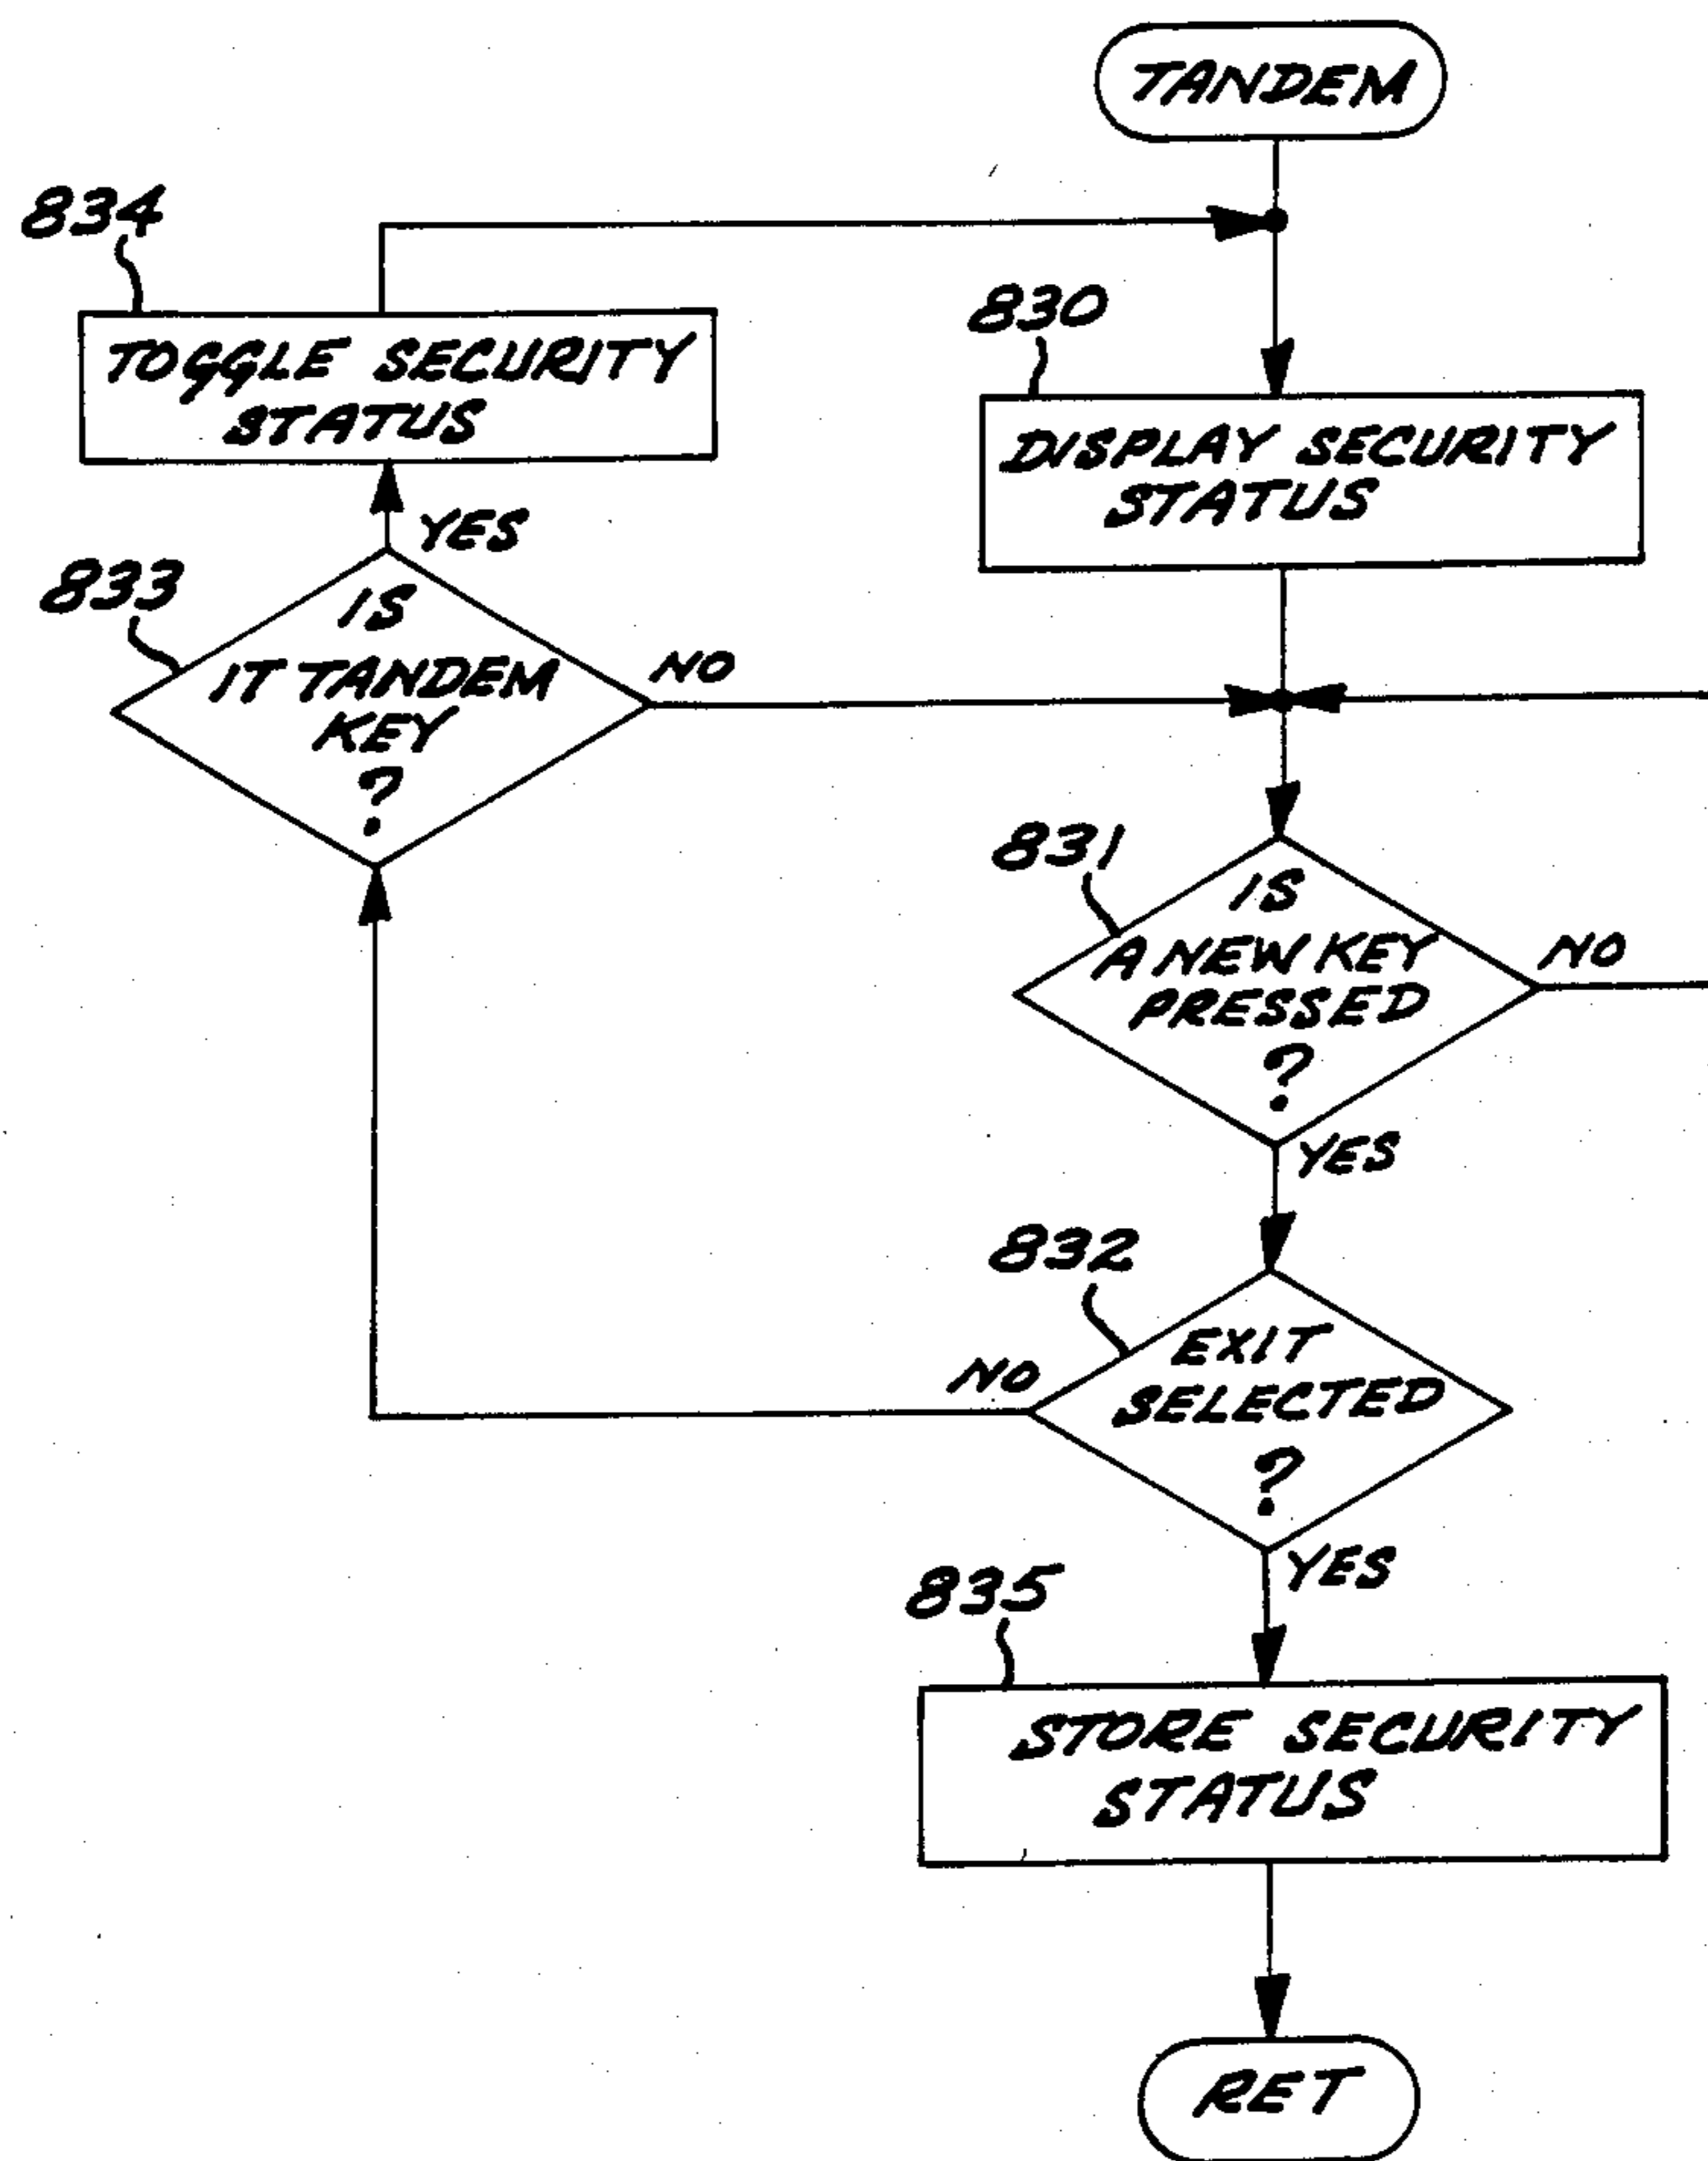 TANDEM
834
TOGGLE SECURITY
STATUS
830
DISPLAY SECURITY
STATUS
YES
833
IS
IT TANDEM
KEY
?
NO
831
IS
A NEW KEY
PRESSED
?
NO
YES
832
EXIT
SELECTED
?
NO
YES
835
STORE SECURITY
STATUS
RET